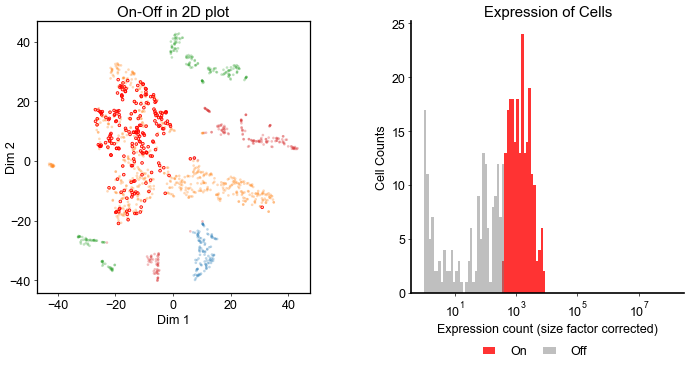 On-Off in 2D plot
Expression of Cells
40
20
0
−20
−40
Dim 2
−40 −20 0 20 40
Dim 1
25
20
15
10
5
0
Cell Counts
10^1 10^3 10^5 10^7
Expression count (size factor corrected)
On Off